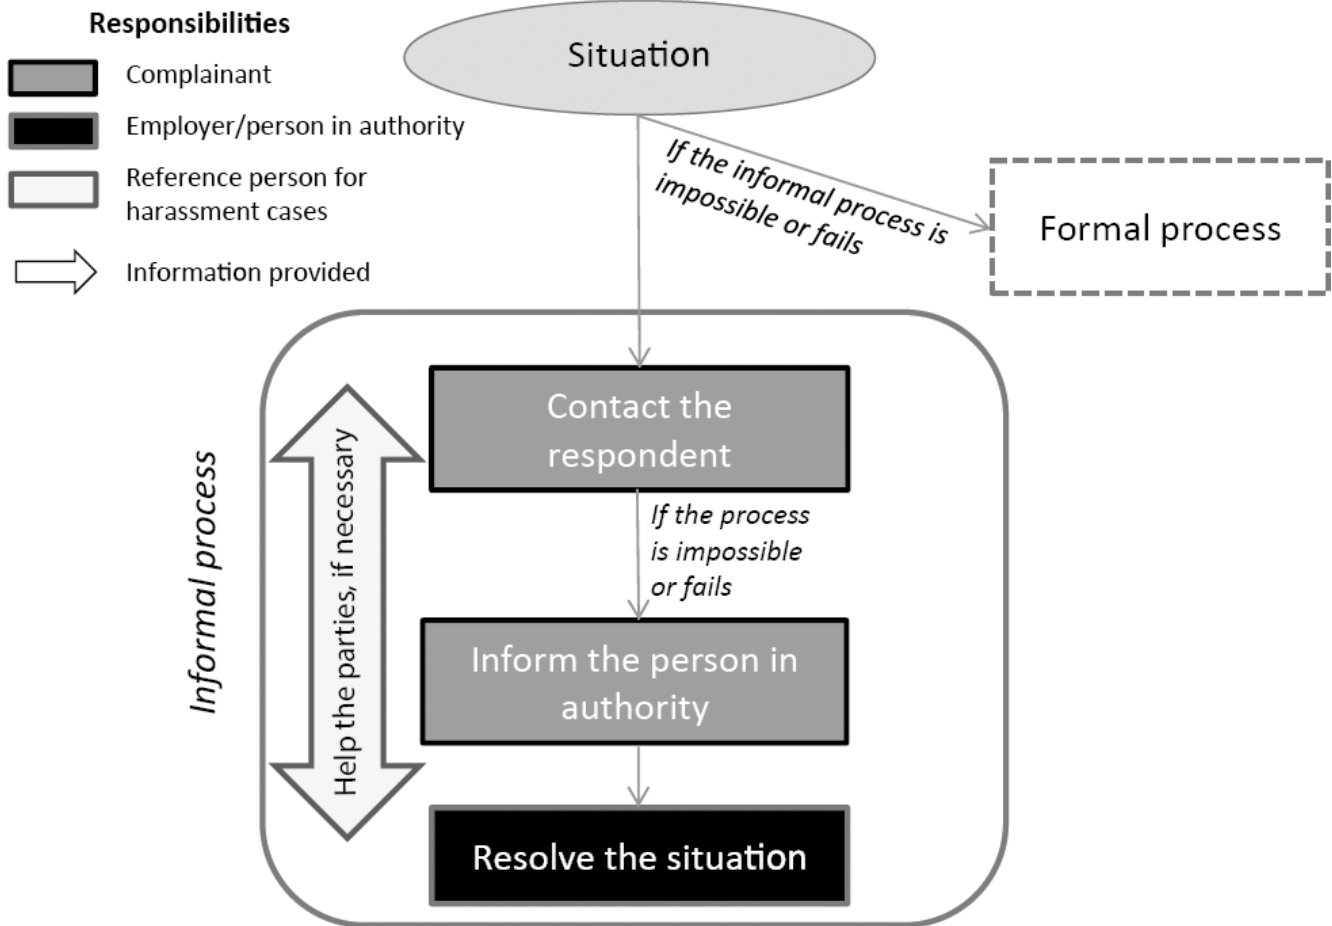 Responsibilities
Complainant
Employer/person in authority
Reference person for
harassment cases
Information provided
Situation
If the informal process is
impossible or fails
Formal process
Informal process
Help the parties, if necessary
Contact the
respondent
If the process
is impossible
or fails
Inform the person in
authority
Resolve the situation